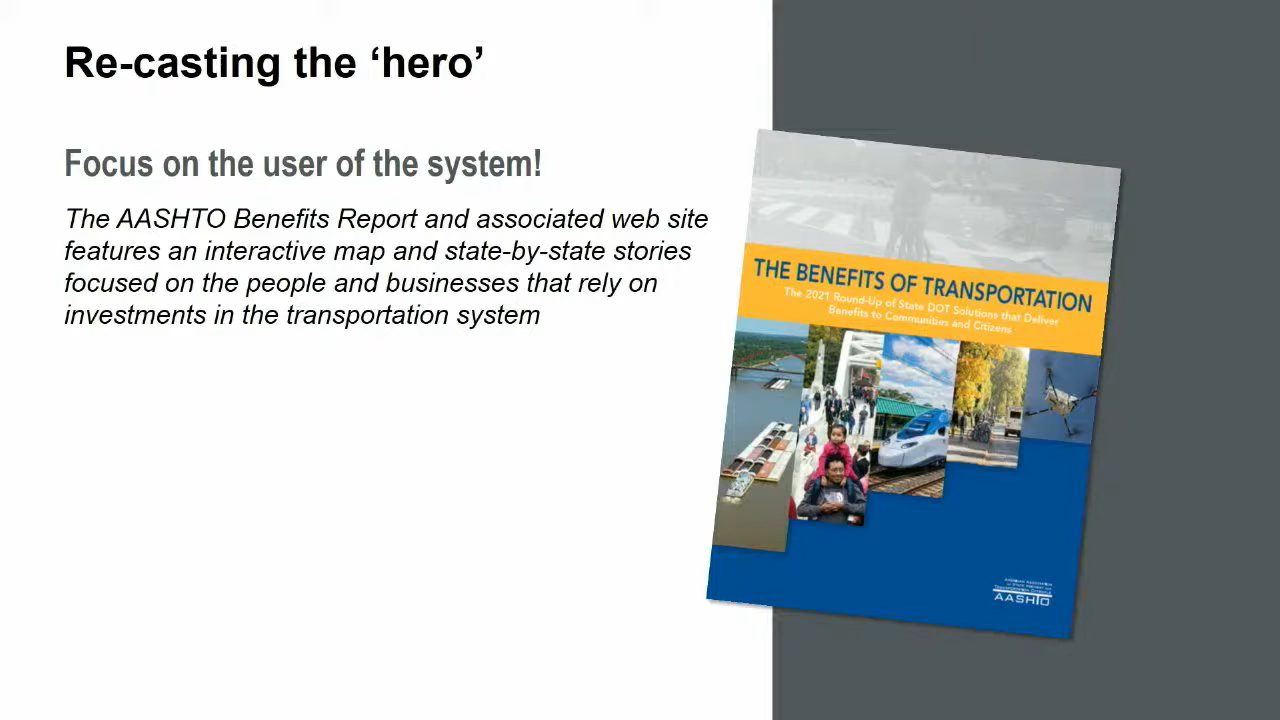 Re-casting the ‘hero’
Focus on the user of the system!
The AASHTO Benefits Report and associated web site
features an interactive map and state-by-state stories
focused on the people and businesses that rely on
investments in the transportation system
THE BENEFITS OF TRANSPORTATION
The 2021 Round-Up of State DOT Solutions that Deliver
Benefits to Communities and Citizens
AASHTO